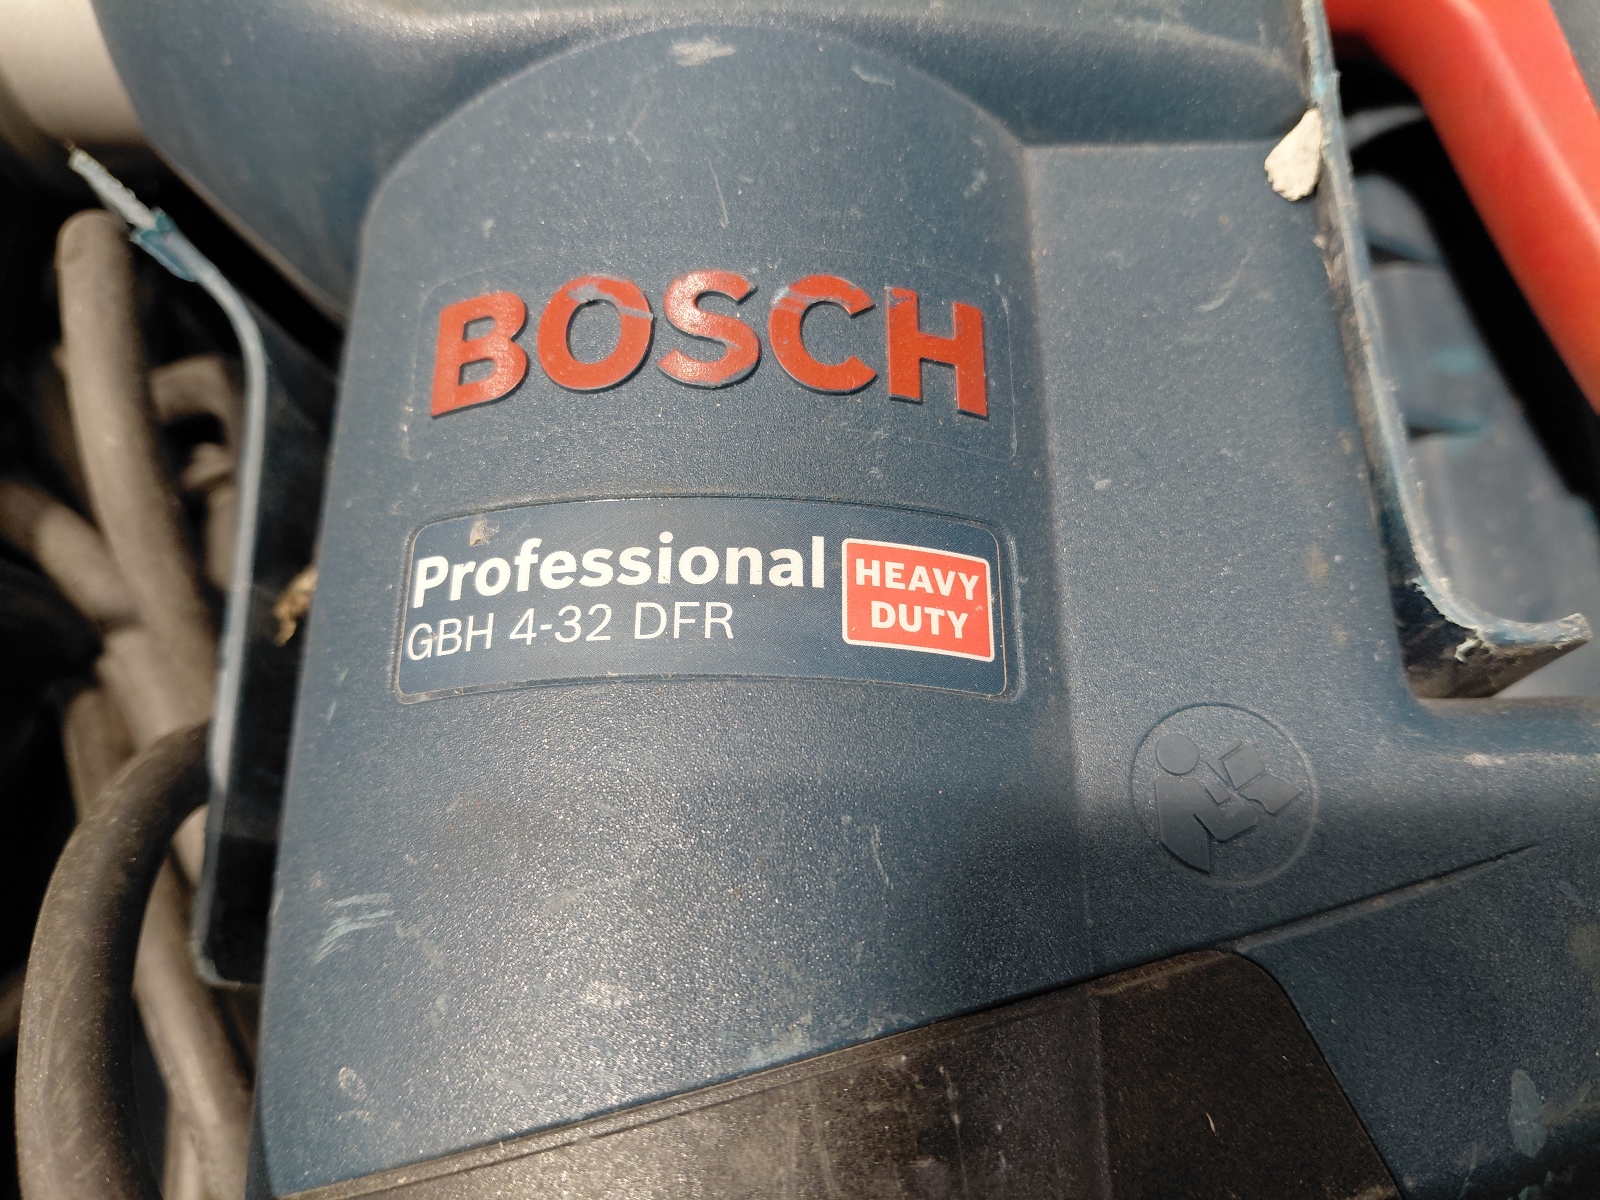 BOSCH
Professional
GBH 4-32 DFR
HEAVY
DUTY